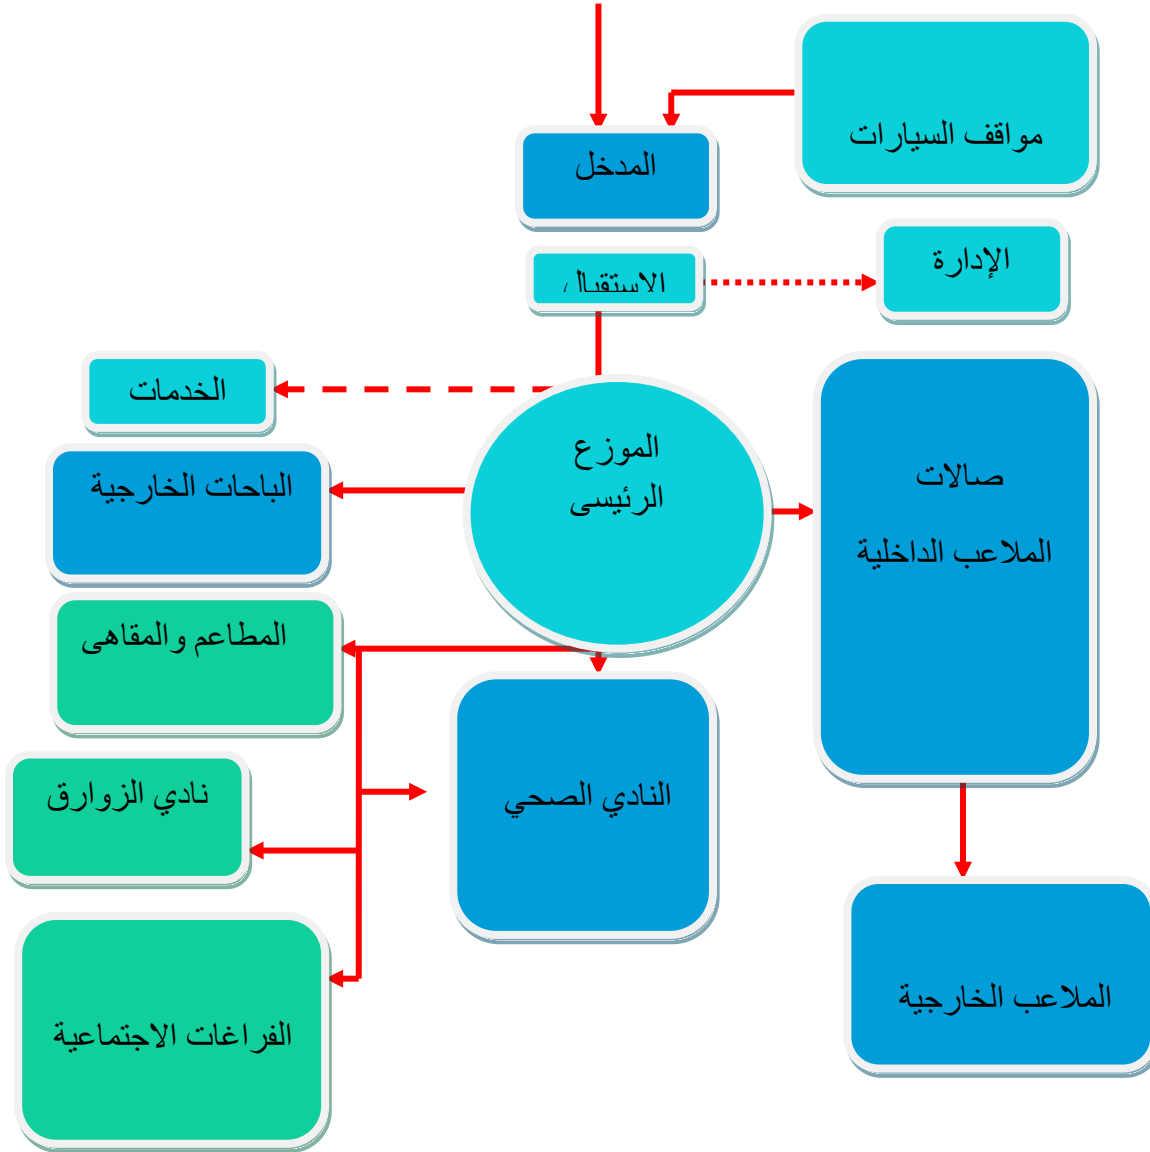 مواقف السيارات
المدخل
الإدارة
الاستقبال
الخدمات
الموزع
الرئيسى
الباحات الخارجية
صالات
الملاعب الداخلية
المطاعم والمقاهى
نادي الزوارق
النادي الصحي
الملاعب الخارجية
الفراغات الاجتماعية